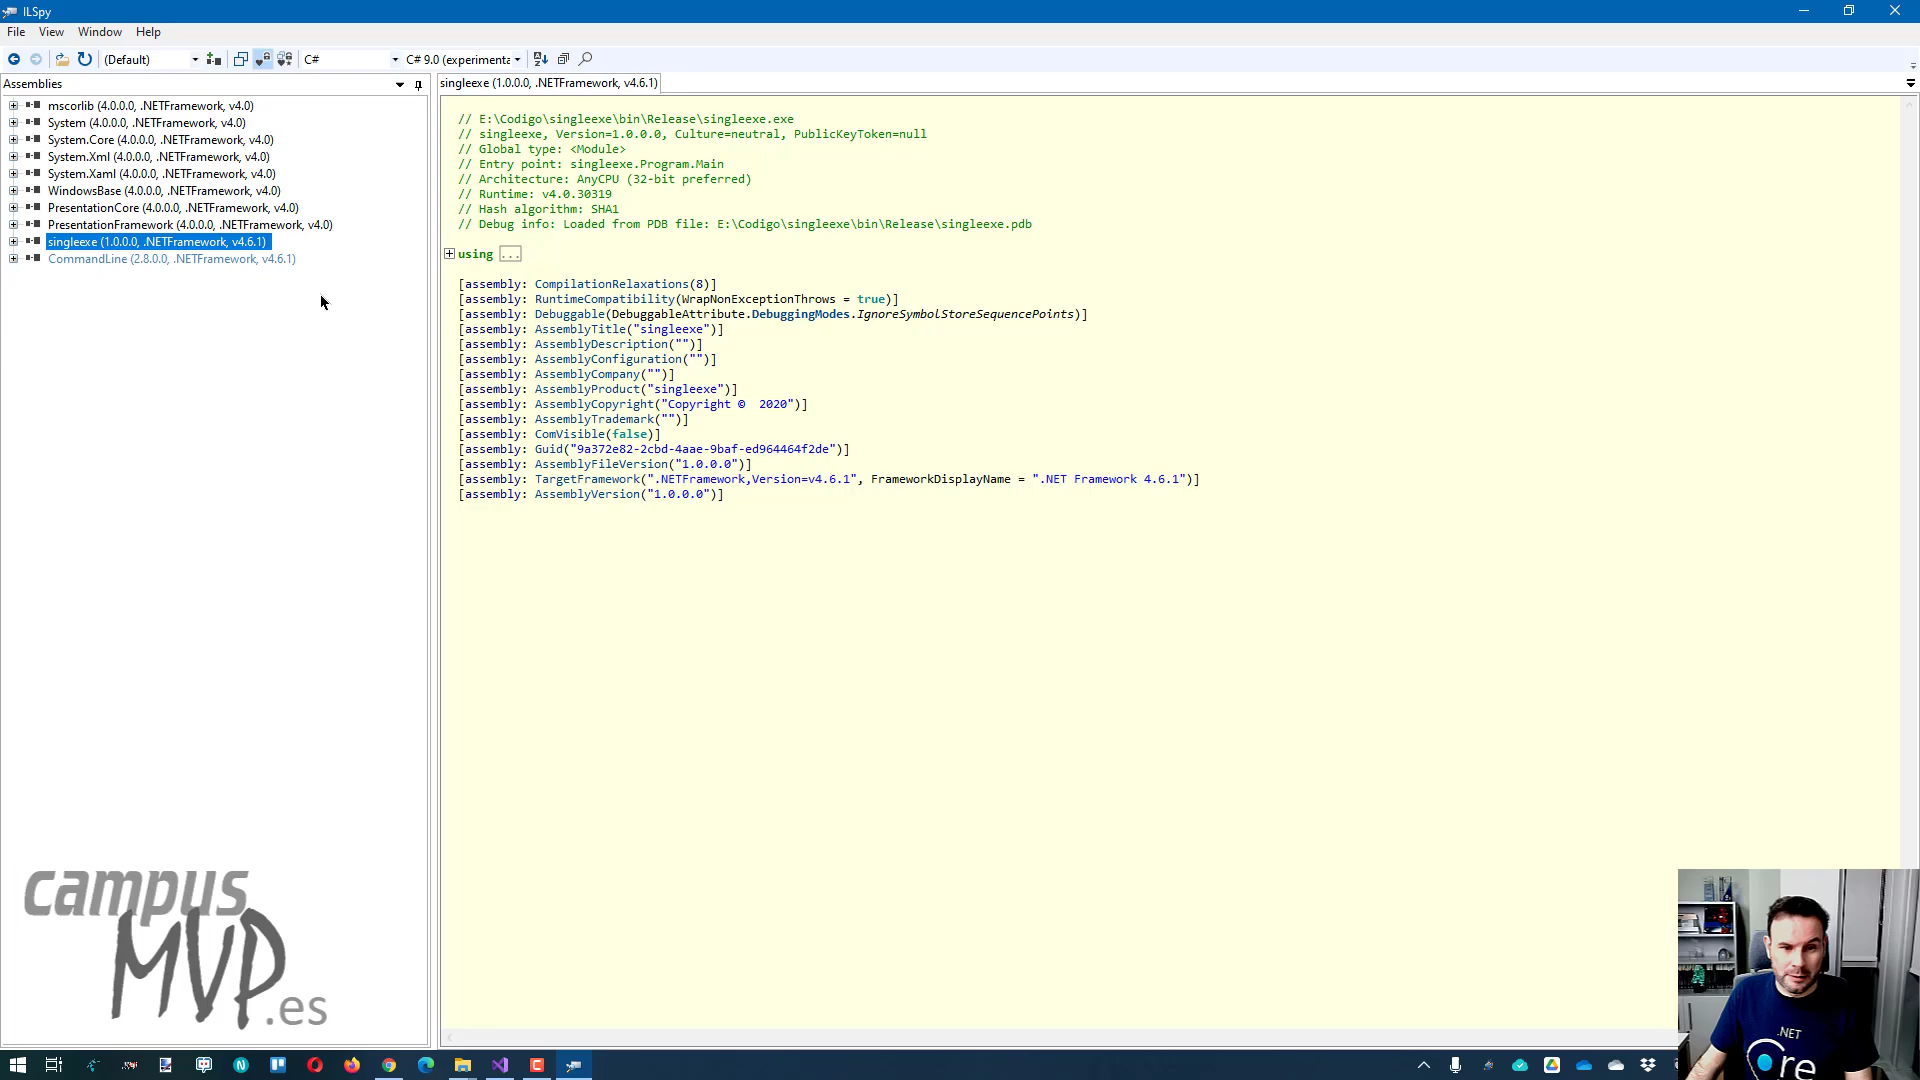 ILSpy
File View Window Help
(Default) C# C# 9.0 (experimenta
Assemblies
mscorlib (4.0.0.0, .NETFramework, v4.0)
System (4.0.0.0, .NETFramework, v4.0)
System.Core (4.0.0.0, .NETFramework, v4.0)
System.Xml (4.0.0.0, .NETFramework, v4.0)
System.Xaml (4.0.0.0, .NETFramework, v4.0)
WindowsBase (4.0.0.0, .NETFramework, v4.0)
PresentationCore (4.0.0.0, .NETFramework, v4.0)
PresentationFramework (4.0.0.0, .NETFramework, v4.0)
singleexe (1.0.0.0, .NETFramework, v4.6.1)
CommandLine (2.8.0.0, .NETFramework, v4.6.1)
singleexe (1.0.0.0, .NETFramework, v4.6.1)
// E:\Codigo\singleexe\bin\Release\singleexe.exe
// singleexe, Version=1.0.0.0, Culture=neutral, PublicKeyToken=null
// Global type: <Module>
// Entry point: singleexe.Program.Main
// Architecture: AnyCPU (32-bit preferred)
// Runtime: v4.0.30319
// Hash algorithm: SHA1
// Debug info: Loaded from PDB file: E:\Codigo\singleexe\bin\Release\singleexe.pdb
using ...
[assembly: CompilationRelaxations(8)]
[assembly: RuntimeCompatibility(WrapNonExceptionThrows = true)]
[assembly: Debuggable(DebuggableAttribute.DebuggingModes.IgnoreSymbolStoreSequencePoints)]
[assembly: AssemblyTitle("singleexe")]
[assembly: AssemblyDescription("")]
[assembly: AssemblyConfiguration("")]
[assembly: AssemblyCompany("")]
[assembly: AssemblyProduct("singleexe")]
[assembly: AssemblyCopyright("Copyright ©  2020")]
[assembly: AssemblyTrademark("")]
[assembly: ComVisible(false)]
[assembly: Guid("9a372e82-2cbd-4aae-9baf-ed964464f2de")]
[assembly: AssemblyFileVersion("1.0.0.0")]
[assembly: TargetFramework(".NETFramework,Version=v4.6.1", FrameworkDisplayName = ".NET Framework 4.6.1")]
[assembly: AssemblyVersion("1.0.0.0")]
campus
MVP.es
.NET
Core